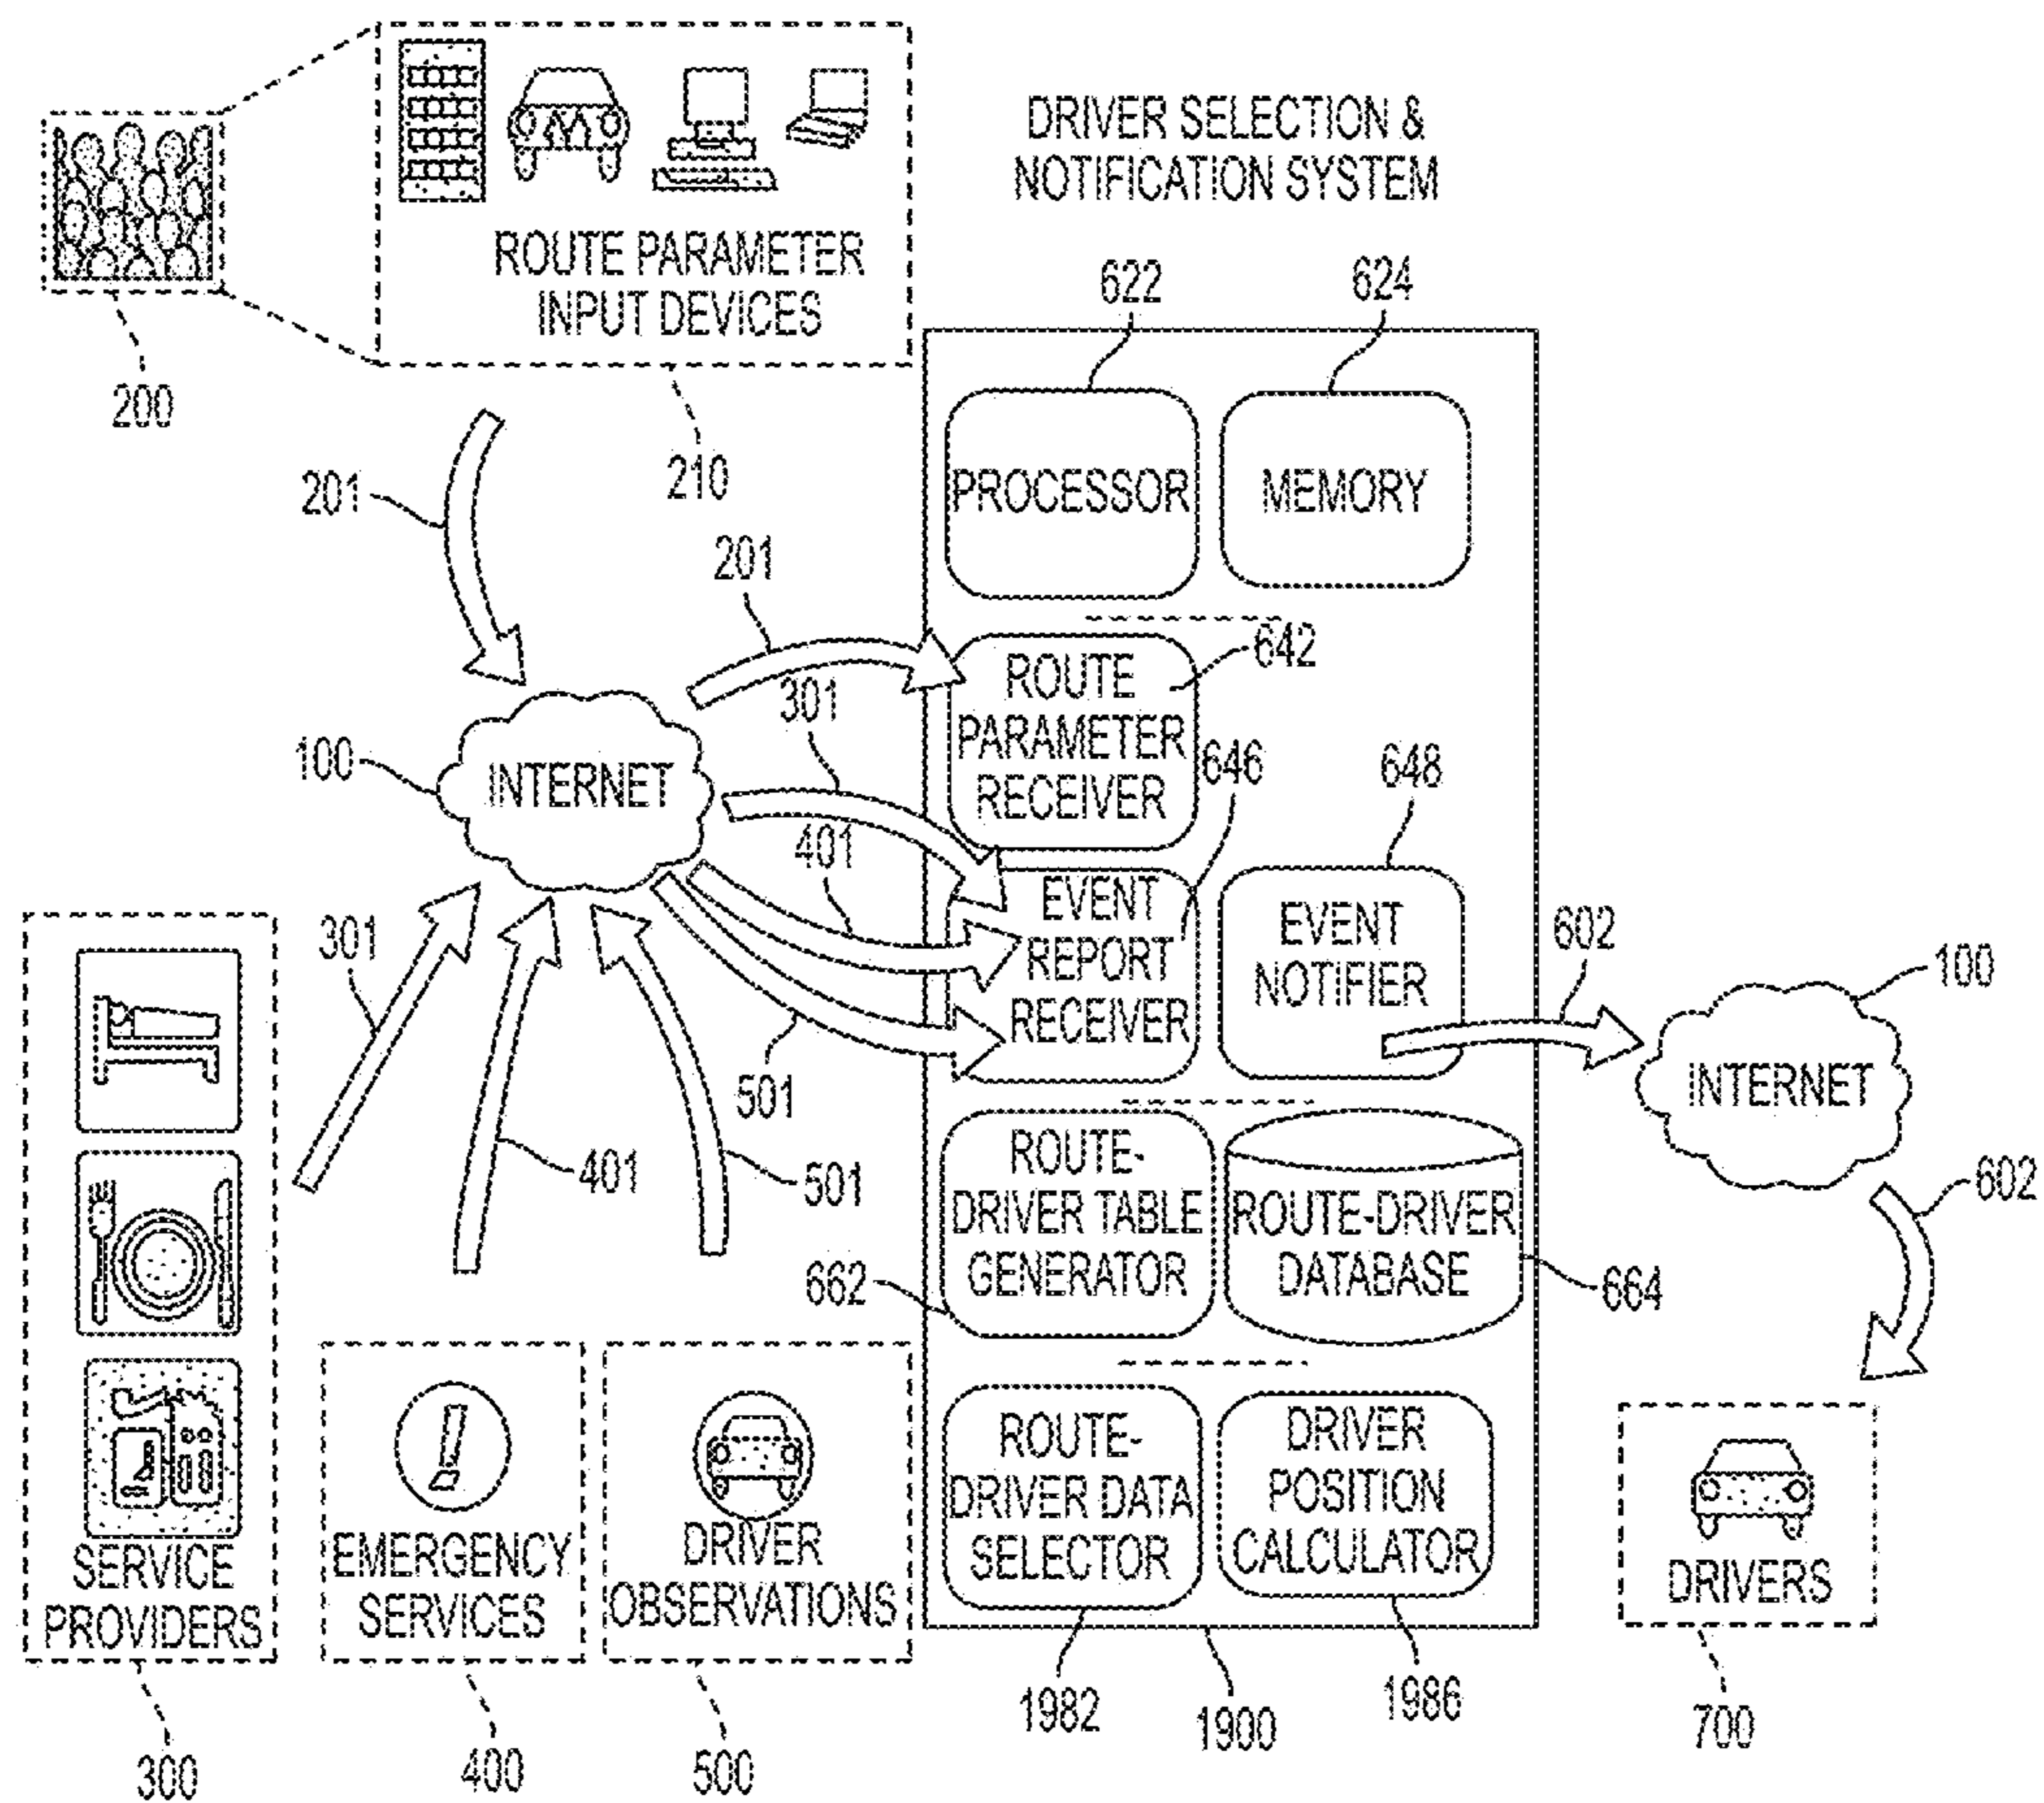 DRIVER SELECTION &
NOTIFICATION SYSTEM
ROUTE PARAMETER
INPUT DEVICES
200
210
622
624
PROCESSOR
MEMORY
201
201
642
ROUTE
PARAMETER
RECEIVER
301
646
648
100
INTERNET
401
EVENT
REPORT
RECEIVER
EVENT
NOTIFIER
602
100
INTERNET
301
501
401
501
602
ROUTE-
DRIVER TABLE
GENERATOR
ROUTE-DRIVER
DATABASE
662
664
ROUTE-
DRIVER DATA
SELECTOR
DRIVER
POSITION
CALCULATOR
SERVICE
PROVIDERS
EMERGENCY
SERVICES
DRIVER
OBSERVATIONS
DRIVERS
300
400
500
1982
1900
1986
700